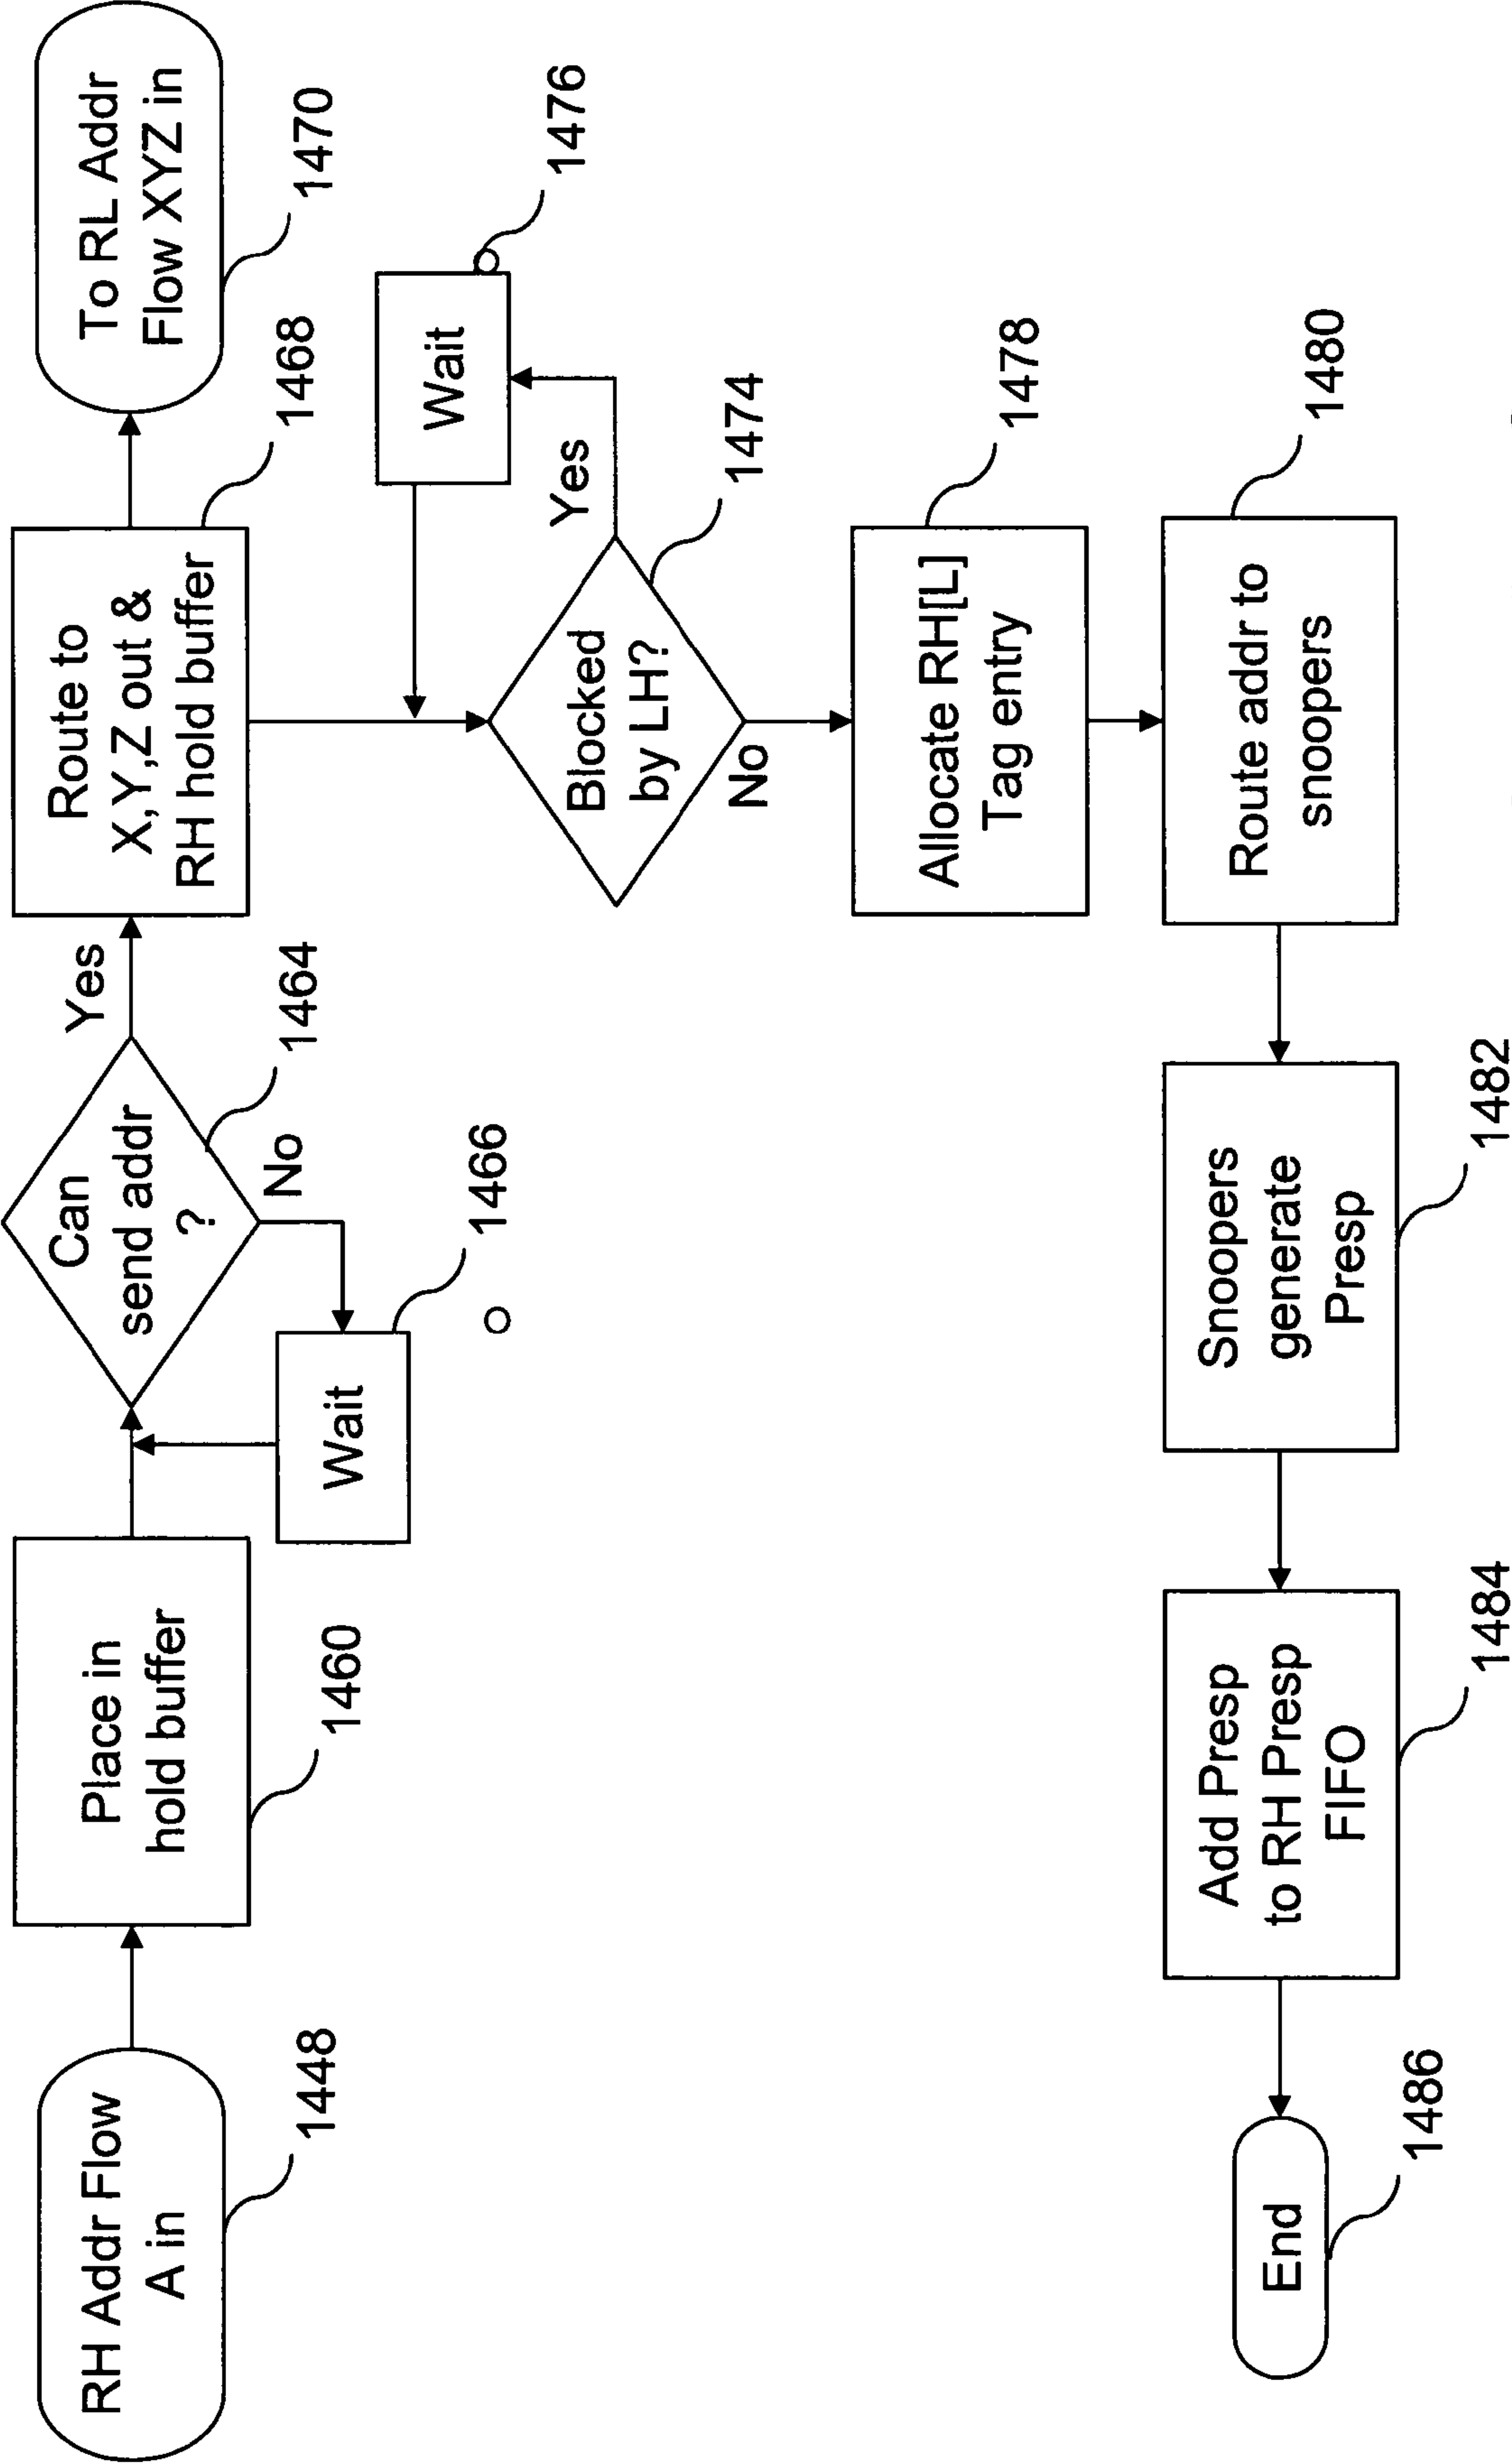 RH Addr Flow
A in
1448
Place in
hold buffer
1460
Can
send addr
?
1464
Yes
No
Wait
1466
Route to
X,Y,Z out &
RH hold buffer
1468
To RL Addr
Flow XYZ in
1470
Blocked
by LH?
1474
Yes
Wait
1476
No
Allocate RH[L]
Tag entry
1478
Route addr to
snoopers
1480
Snoopers
generate
Presp
1482
Add Presp
to RH Presp
FIFO
1484
End
1486